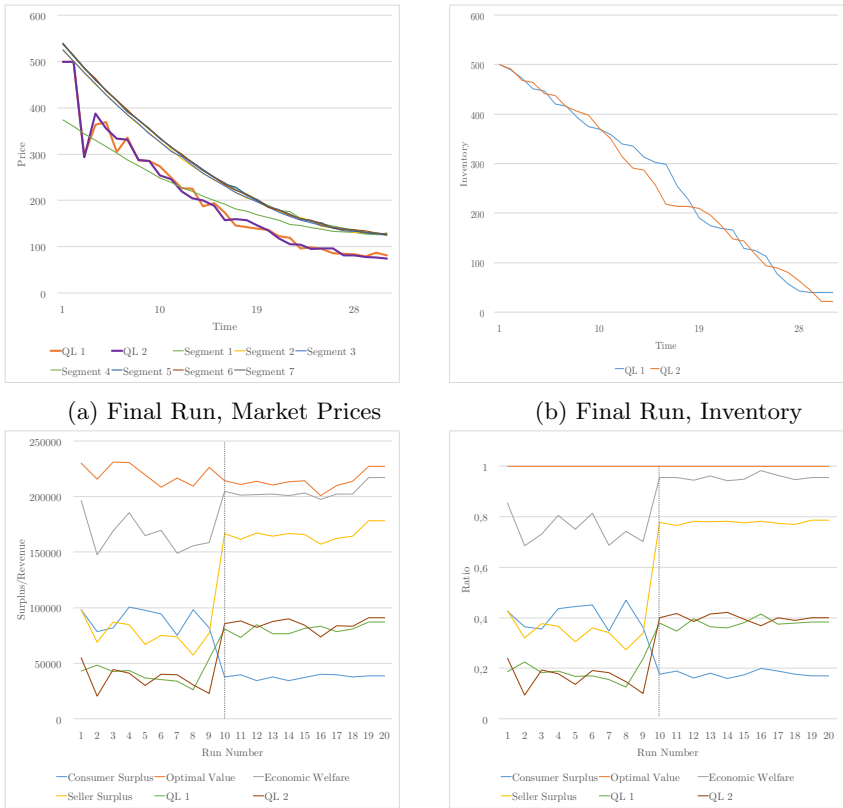 600
500
400
300
200
100
0
Price
1 10 19 28
Time
QL 1 QL 2 Segment 1 Segment 2 Segment 3
Segment 4 Segment 5 Segment 6 Segment 7
(a) Final Run, Market Prices
600
500
400
300
200
100
0
Inventory
1 10 19 28
Time
QL 1 QL 2
(b) Final Run, Inventory
250000
200000
150000
100000
50000
0
Surplus/Revenue
1 2 3 4 5 6 7 8 9 10 11 12 13 14 15 16 17 18 19 20
Run Number
Consumer Surplus Optimal Value Economic Welfare
Seller Surplus QL 1 QL 2
1
0,8
0,6
0,4
0,2
0
Ratio
1 2 3 4 5 6 7 8 9 10 11 12 13 14 15 16 17 18 19 20
Run Number
Consumer Surplus Optimal Value Economic Welfare
Seller Surplus QL 1 QL 2